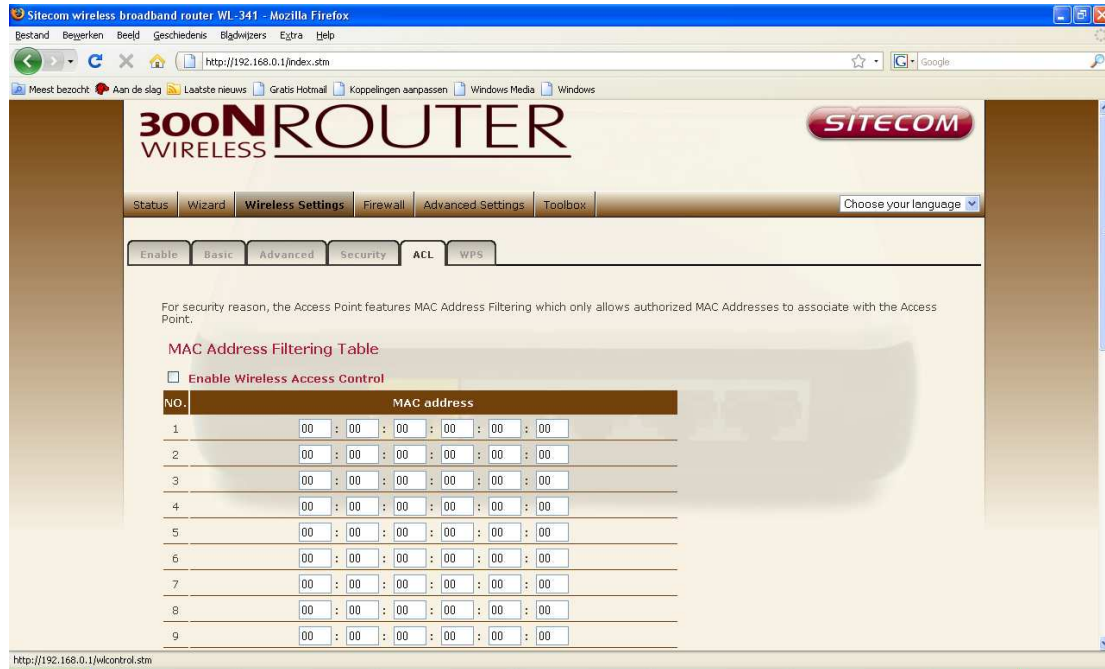 Sitecom wireless broadband router WL-341 - Mozilla Firefox
Bestand Bewerken Beeld Geschiedenis Bladwijzers Extra Help
http://192.168.0.1/index.stm
G Google
Meest bezocht Aan de slag Laatste nieuws Gratis Hotmail Koppelingen aanpassen Windows Media Windows
300N ROUTER
WIRELESS
SITECOM
Status Wizard Wireless Settings Firewall Advanced Settings Toolbox
Choose your language
Enable Basic Advanced Security ACL WPS
For security reason, the Access Point features MAC Address Filtering which only allows authorized MAC Addresses to associate with the Access
Point.
MAC Address Filtering Table
Enable Wireless Access Control
NO. MAC address
1 00 : 00 : 00 : 00 : 00 : 00
2 00 : 00 : 00 : 00 : 00 : 00
3 00 : 00 : 00 : 00 : 00 : 00
4 00 : 00 : 00 : 00 : 00 : 00
5 00 : 00 : 00 : 00 : 00 : 00
6 00 : 00 : 00 : 00 : 00 : 00
7 00 : 00 : 00 : 00 : 00 : 00
8 00 : 00 : 00 : 00 : 00 : 00
9 00 : 00 : 00 : 00 : 00 : 00
http://192.168.0.1/wlcontrol.stm